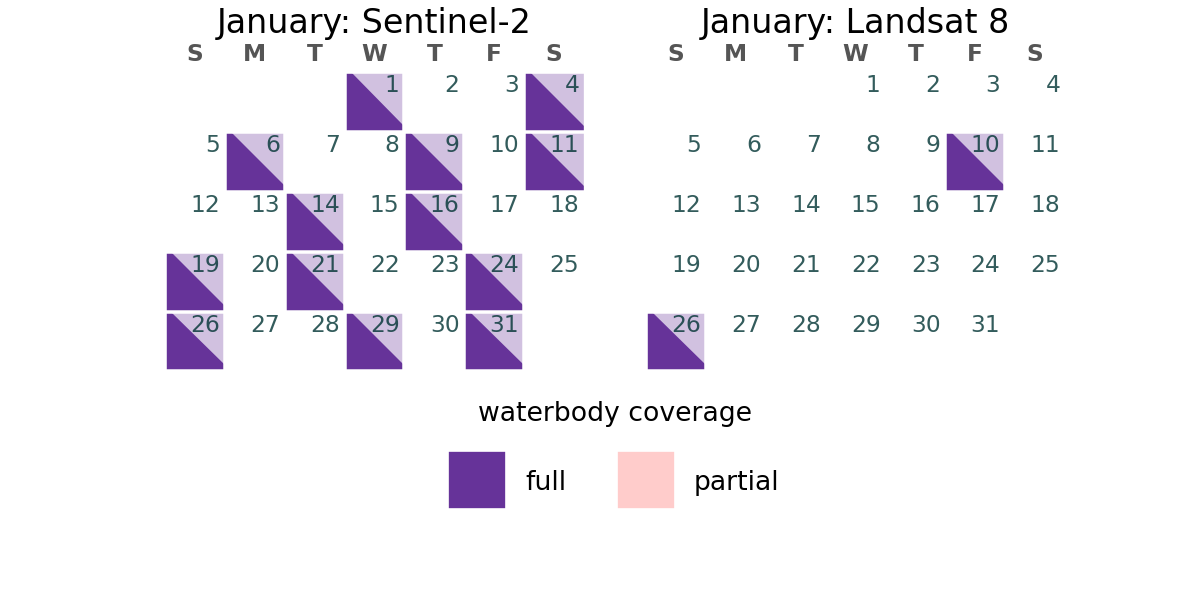 January: Sentinel-2
S M T W T F S
1 2 3 4
5 6 7 8 9 10 11
12 13 14 15 16 17 18
19 20 21 22 23 24 25
26 27 28 29 30 31
January: Landsat 8
S M T W T F S
1 2 3 4
5 6 7 8 9 10 11
12 13 14 15 16 17 18
19 20 21 22 23 24 25
26 27 28 29 30 31
waterbody coverage
full
partial